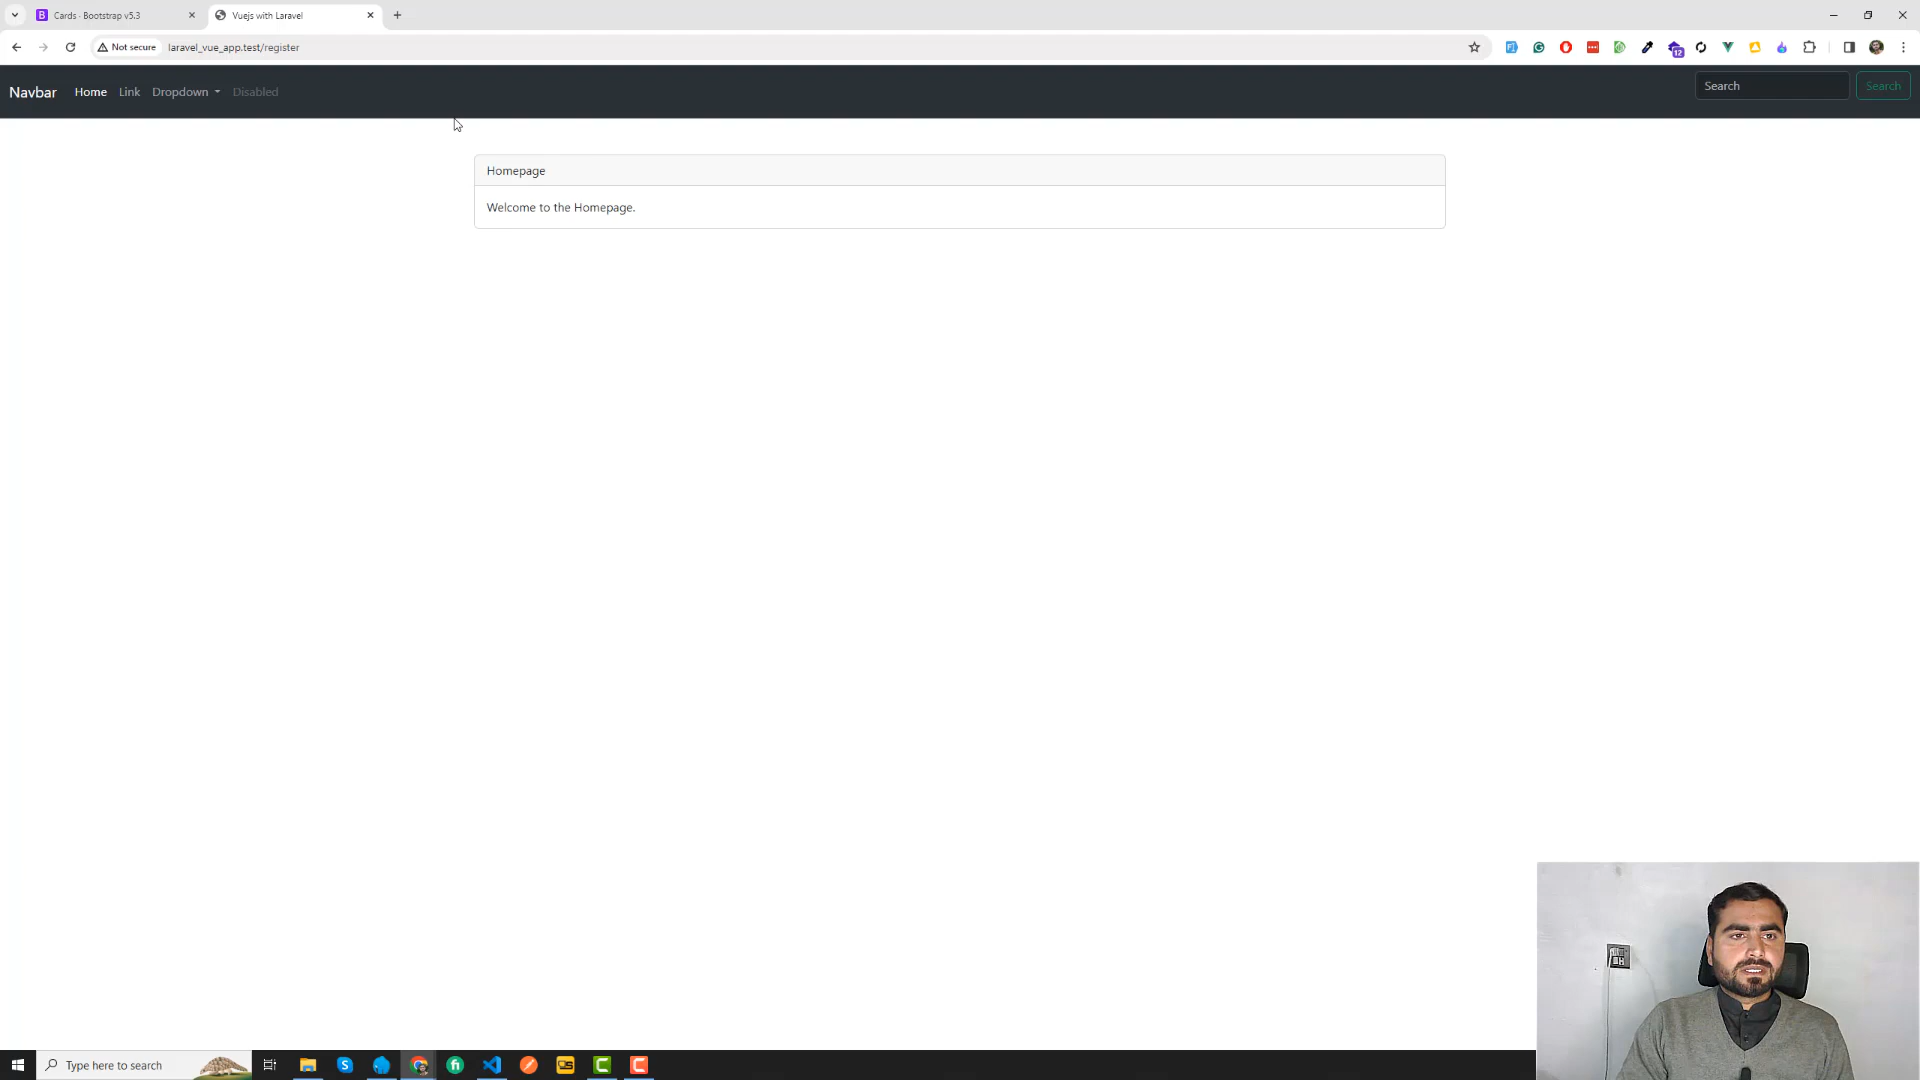 Cards · Bootstrap v5.3
Vuejs with Laravel
Not secure
laravel_vue_app.test/register
12
Navbar
Home
Link
Dropdown
Disabled
Search
Search
Homepage
Welcome to the Homepage.
Type here to search